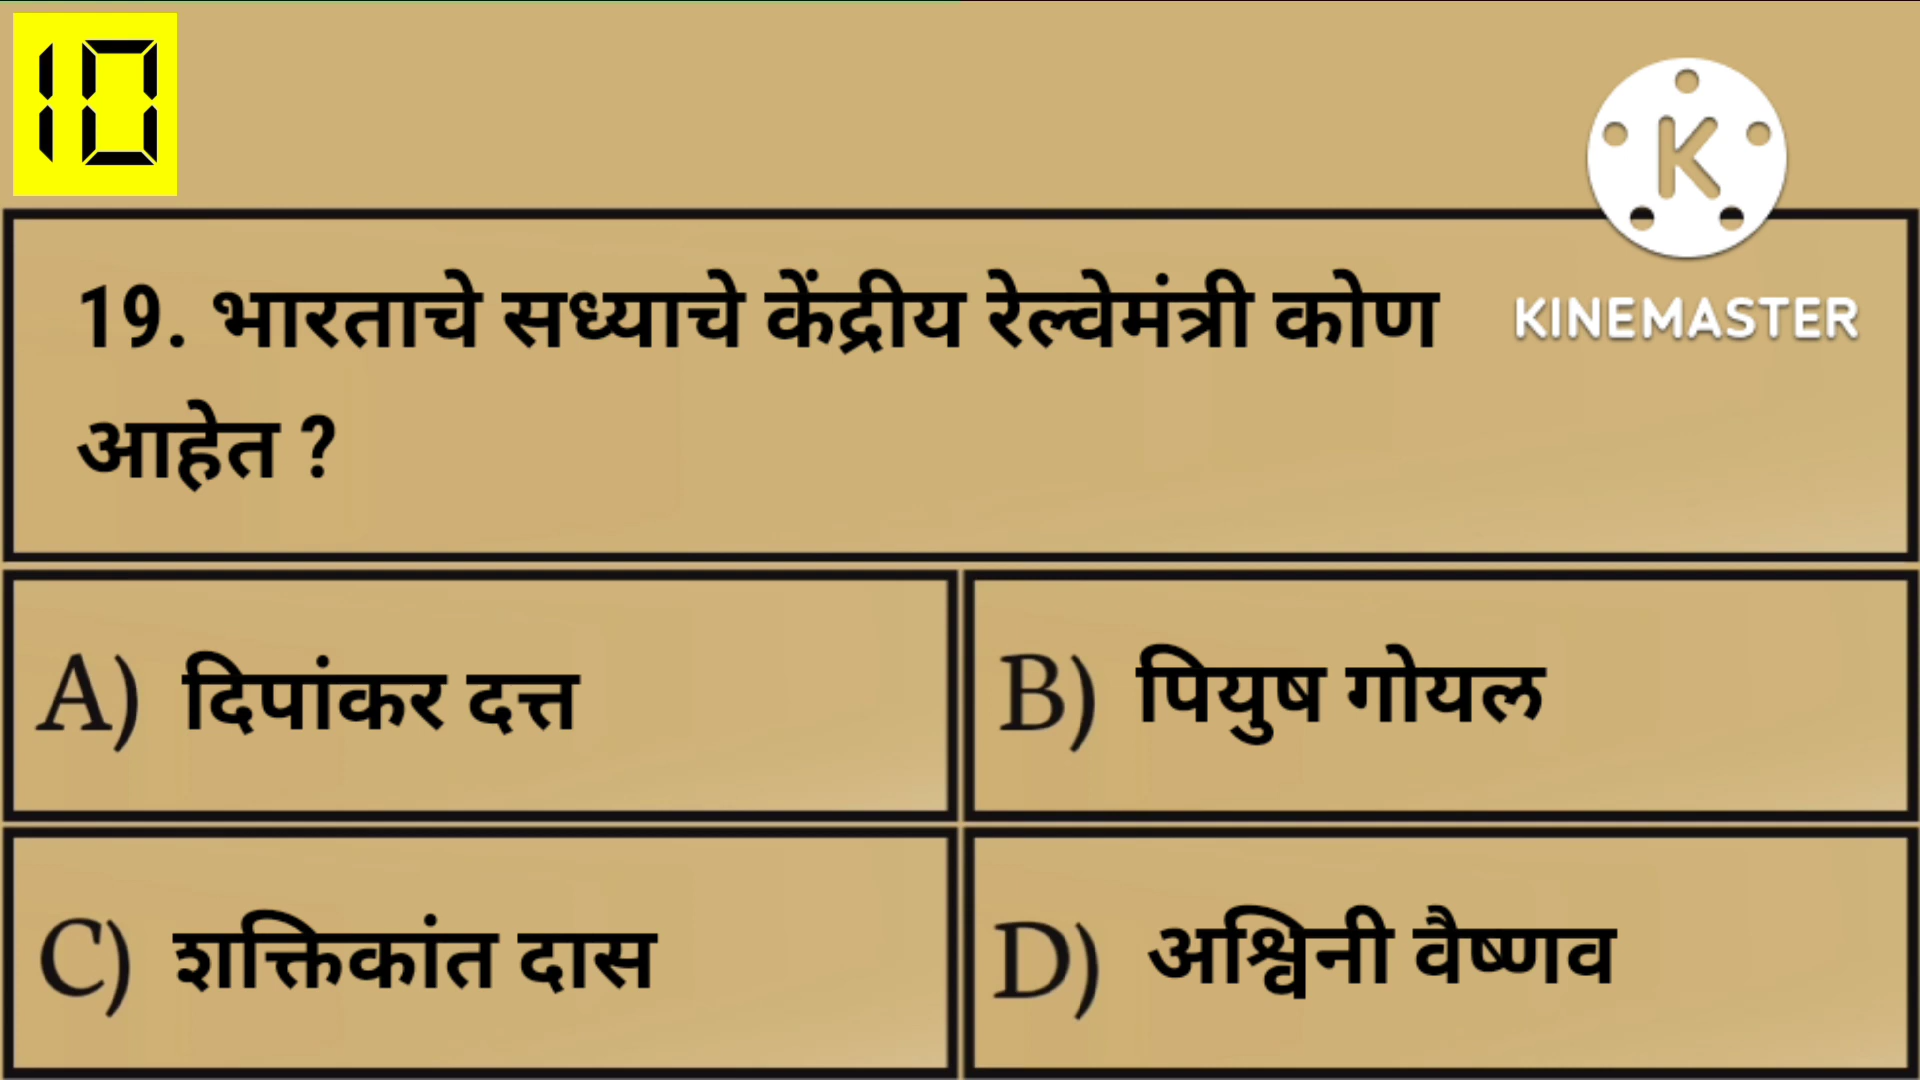 10
KINEMASTER
19. भारताचे सध्याचे केंद्रीय रेल्वेमंत्री कोण
आहेत ?
A) दिपांकर दत्त
B) पियुष गोयल
C) शक्तिकांत दास
D) अश्विनी वैष्णव